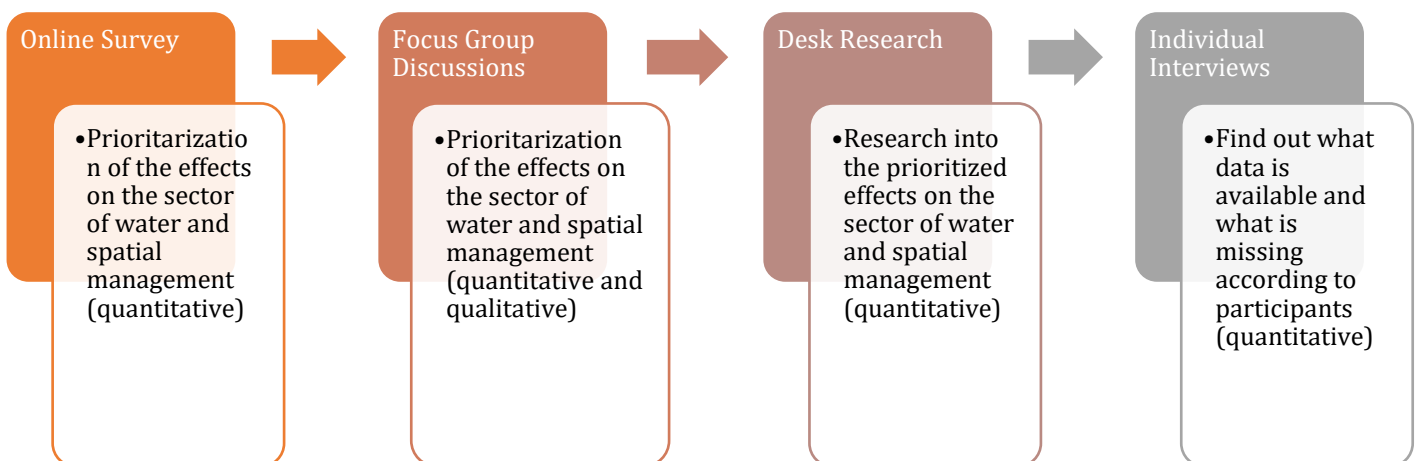 Online Survey
•Prioritarizatio
n of the effects
on the sector
of water and
spatial
management
(quantitative)
Focus Group
Discussions
•Prioritarization
of the effects on
the sector of
water and spatial
management
(quantitative and
qualitative)
Desk Research
•Research into
the prioritized
effects on the
sector of water
and spatial
management
(quantitative)
Individual
Interviews
•Find out what
data is
available and
what is
missing
according to
participants
(quantitative)